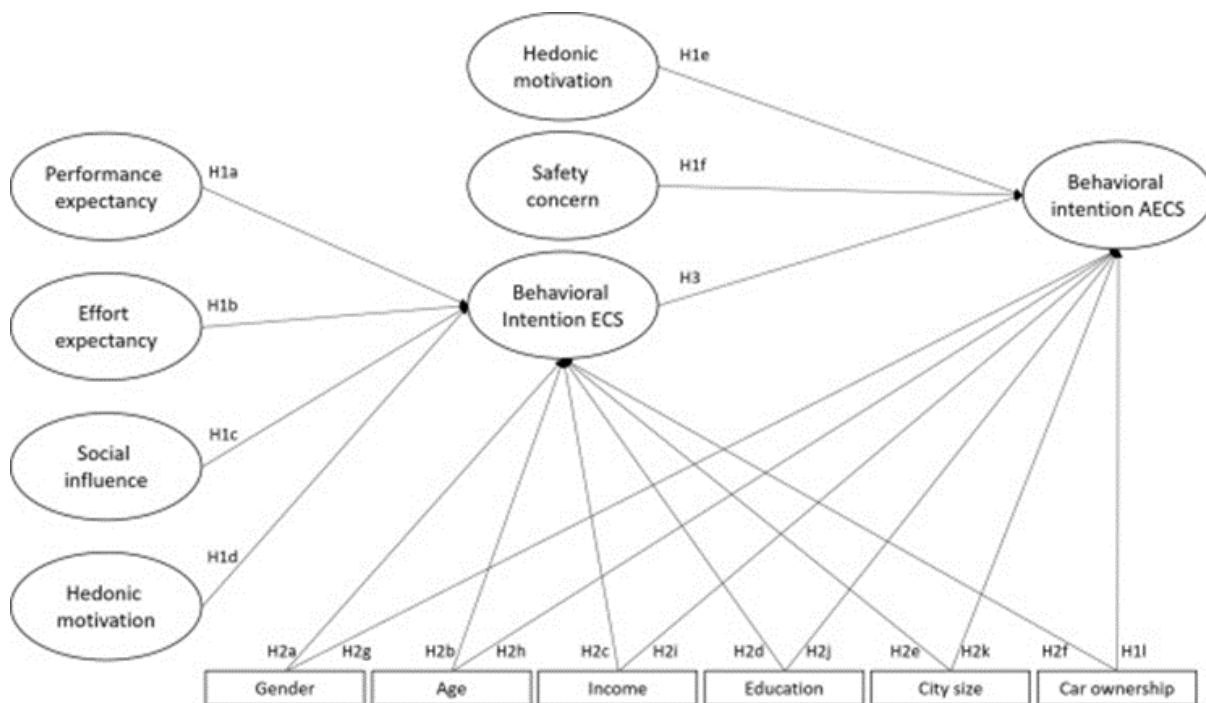 Hedonic
motivation
H1e
Safety
concern
H1f
Performance
expectancy
H1a
Behavioral
intention AECS
Effort
expectancy
H1b
Behavioral
Intention ECS
H3
Social
influence
H1c
Hedonic
motivation
H1d
H2a
H2g
H2b
H2h
H2c
H2i
H2d
H2j
H2e
H2k
H2f
H1l
Gender
Age
Income
Education
City size
Car ownership